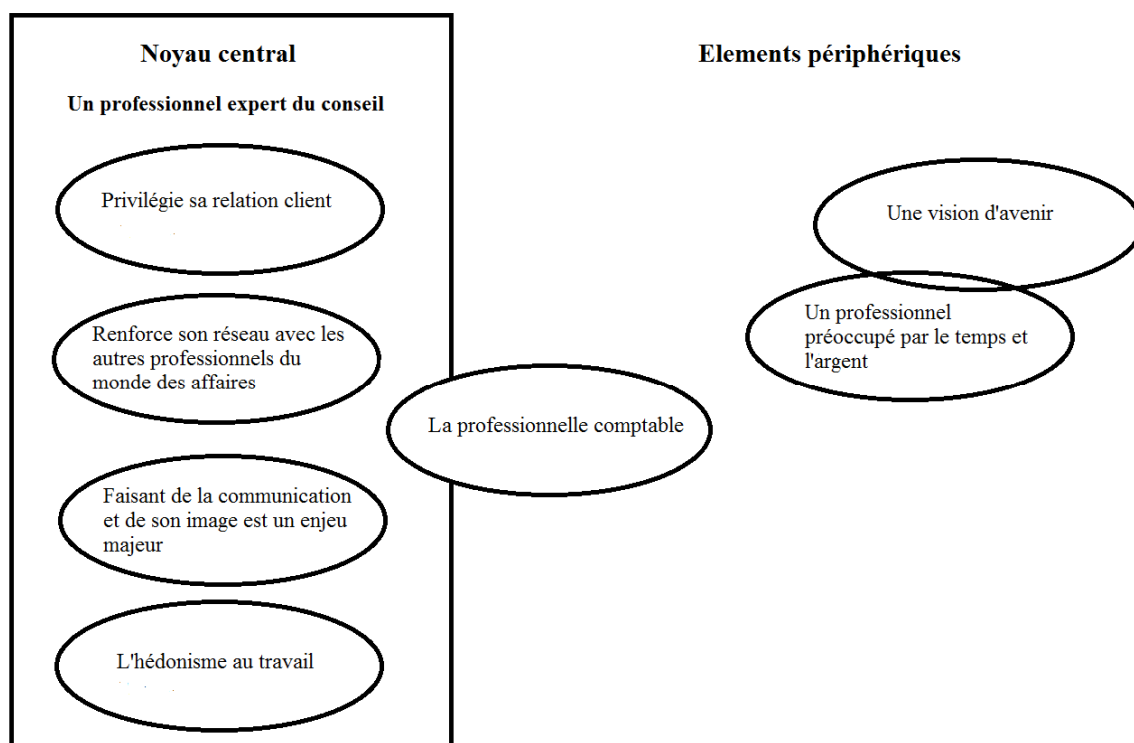 Noyau central
Elements périphériques
Un professionnel expert du conseil
Privilégie sa relation client
Une vision d'avenir
Renforce son réseau avec les
autres professionnels du
monde des affaires
Un professionnel
préoccupé par le temps et
l'argent
La professionnelle comptable
Faisant de la communication
et de son image est un enjeu
majeur
L'hédonisme au travail